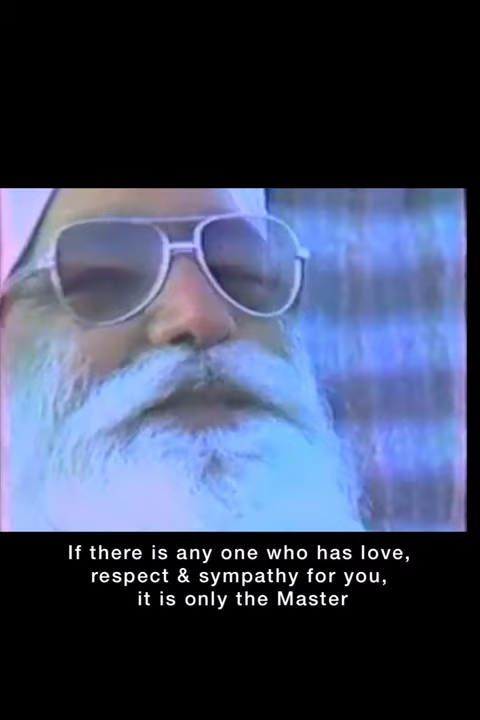 If there is any one who has love,
respect & sympathy for you,
it is only the Master